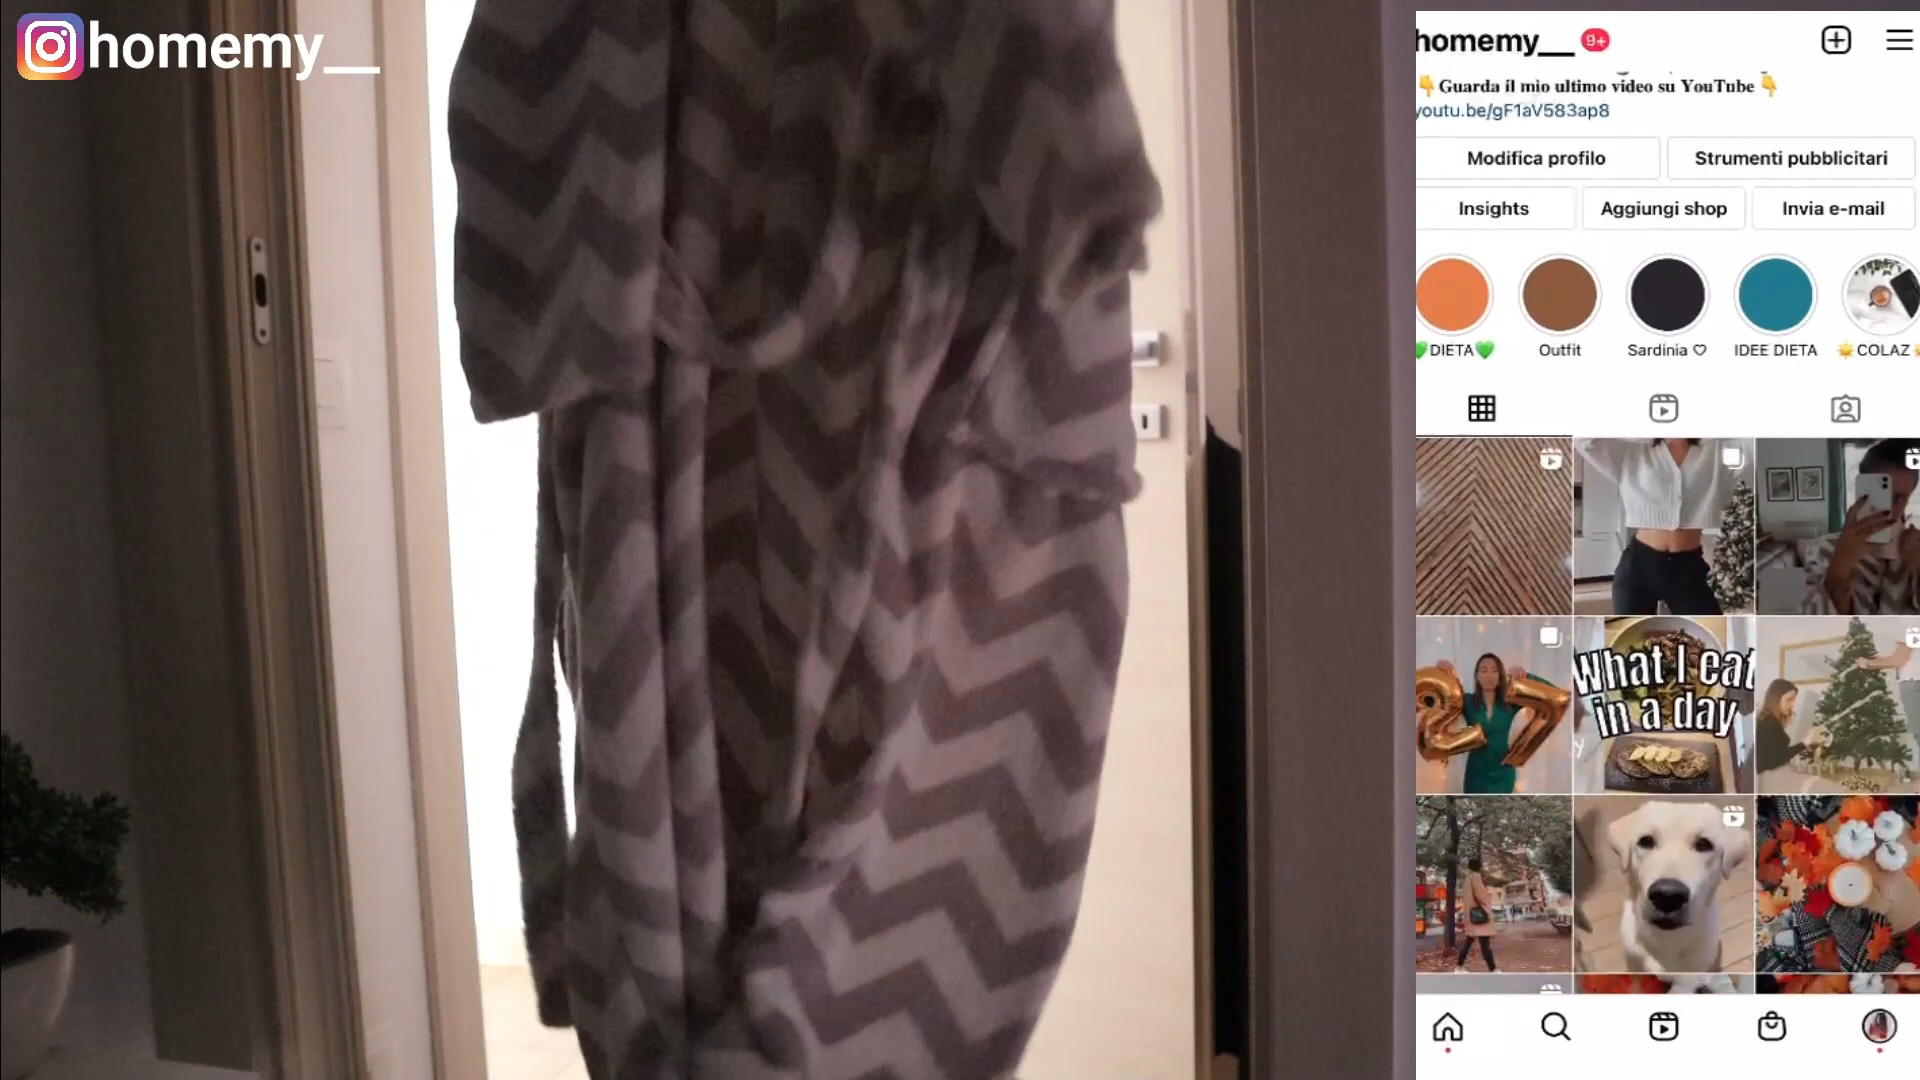 homemy__
homemy__ 9+
👇 Guarda il mio ultimo video su YouTube 👇
youtu.be/gF1aV583ap8
Modifica profilo Strumenti pubblicitari
Insights Aggiungi shop Invia e-mail
💚DIETA💚 Outfit Sardinia ♡ IDEE DIETA ☀️COLAZ
27
What I eat
in a day